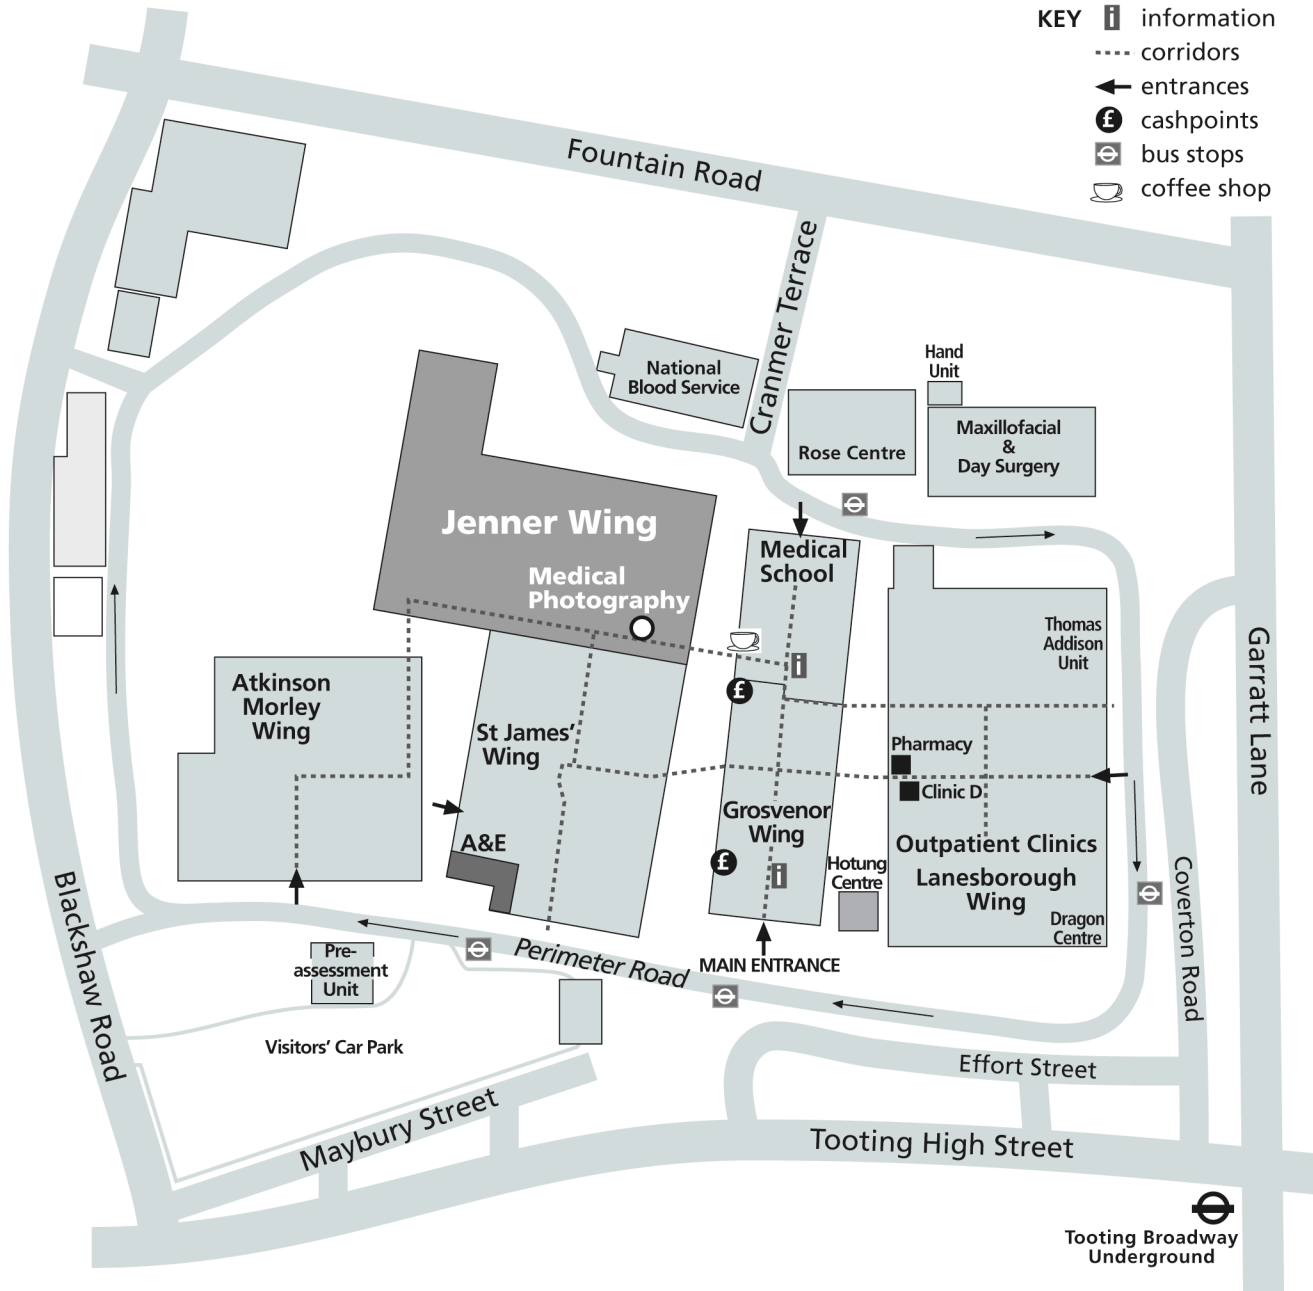 KEY
i
information
corridors
entrances
£
cashpoints
bus stops
coffee shop
Fountain Road
Cranmer Terrace
National
Blood Service
Hand
Unit
Rose Centre
Maxillofacial
&
Day Surgery
Jenner Wing
Medical
Photography
Medical
School
i
£
Thomas
Addison
Unit
Garratt Lane
Atkinson
Morley
Wing
St James’
Wing
Pharmacy
Clinic D
A&E
Grosvenor
Wing
£
i
Hotung
Centre
Outpatient Clinics
Lanesborough
Wing
Dragon
Centre
Coverton Road
Blackshaw Road
Pre-
assessment
Unit
Perimeter Road
MAIN ENTRANCE
Visitors’ Car Park
Effort Street
Maybury Street
Tooting High Street
Tooting Broadway
Underground